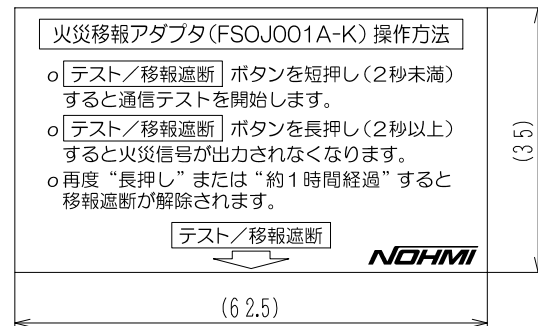 火災移報アダプタ(FSOJ001A-K)操作方法
o テスト／移報遮断 ボタンを短押し(2秒未満)
すると通信テストを開始します。
o テスト／移報遮断 ボタンを長押し(2秒以上)
すると火災信号が出力されなくなります。
o 再度“長押し”または“約1時間経過”すると
移報遮断が解除されます。
テスト／移報遮断
NOHMI
(35)
(62.5)